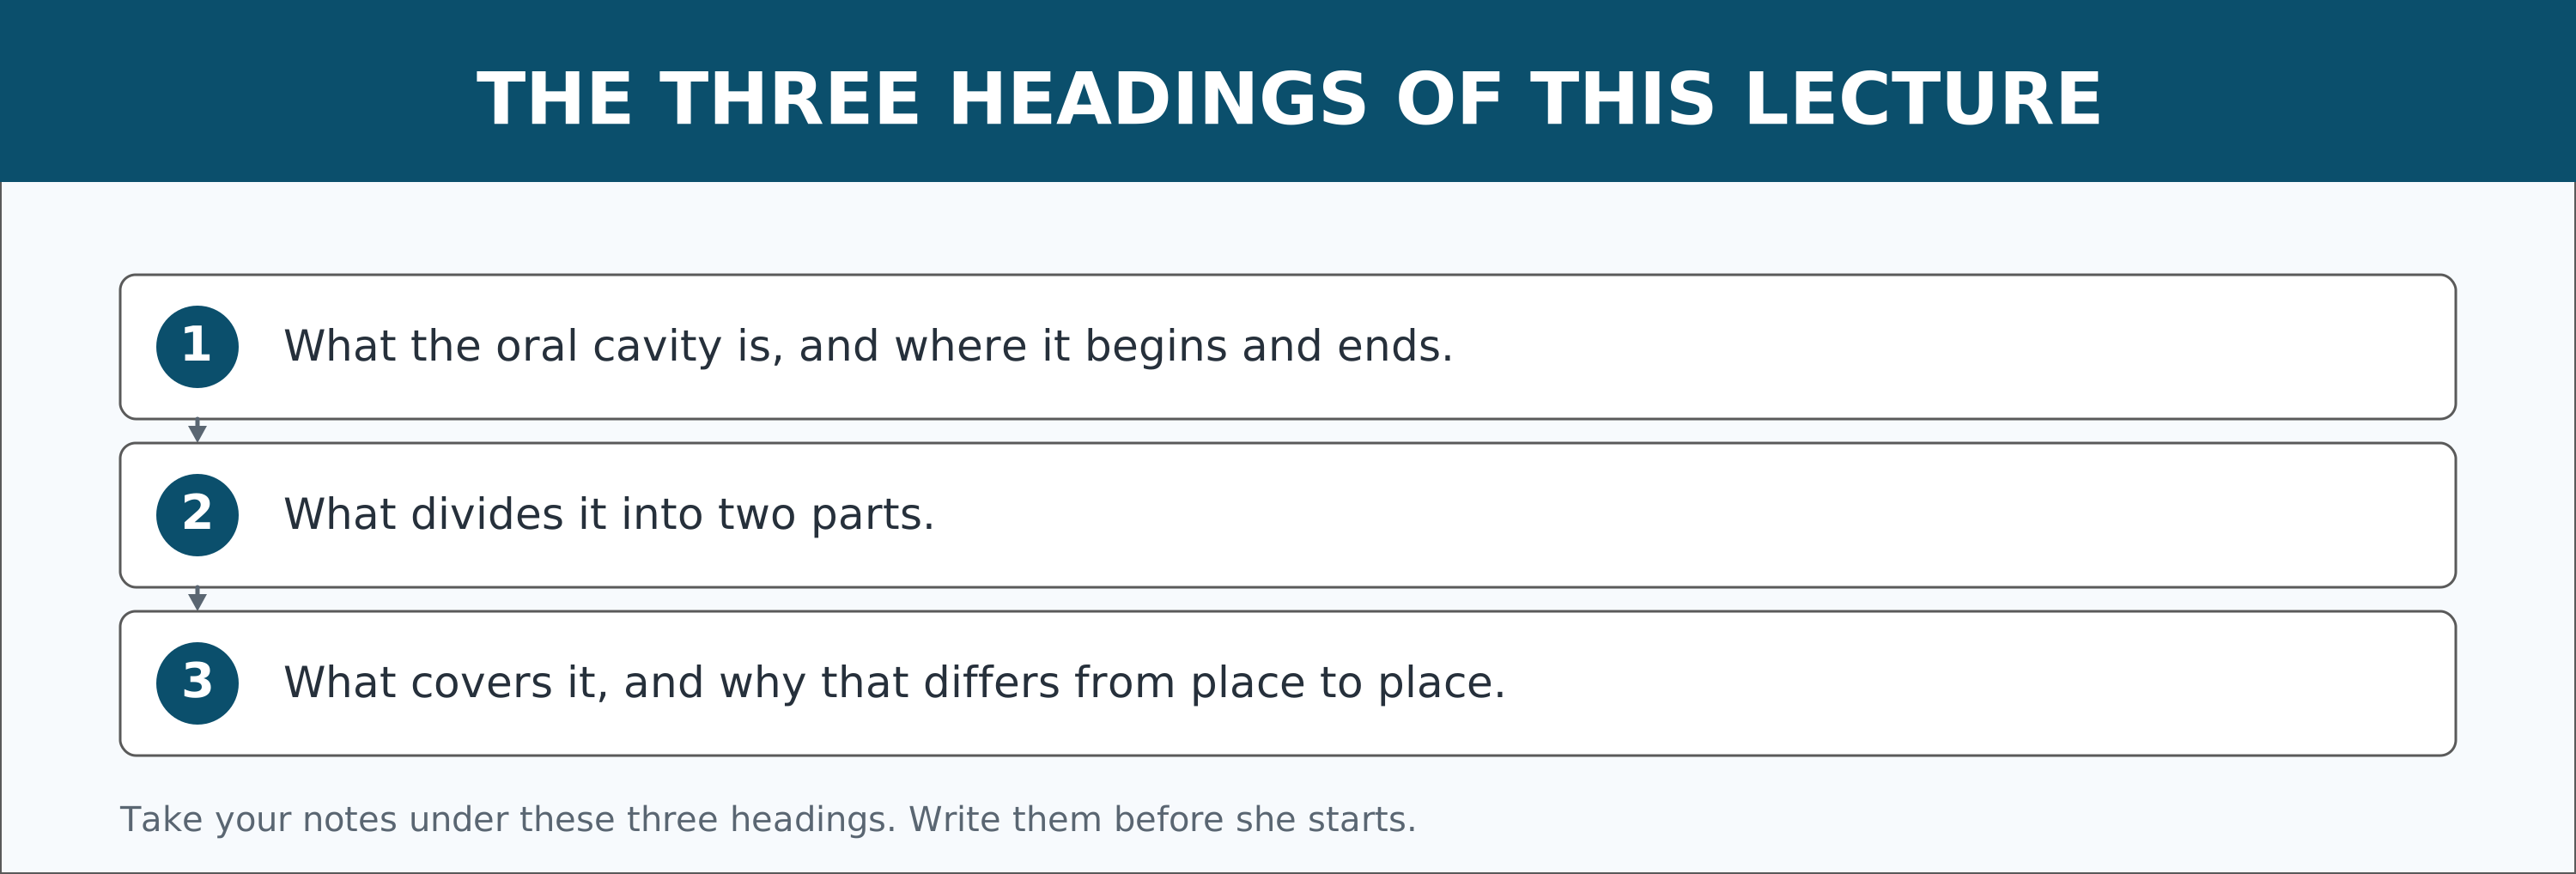 THE THREE HEADINGS OF THIS LECTURE
1 What the oral cavity is, and where it begins and ends.
2 What divides it into two parts.
3 What covers it, and why that differs from place to place.
Take your notes under these three headings. Write them before she starts.